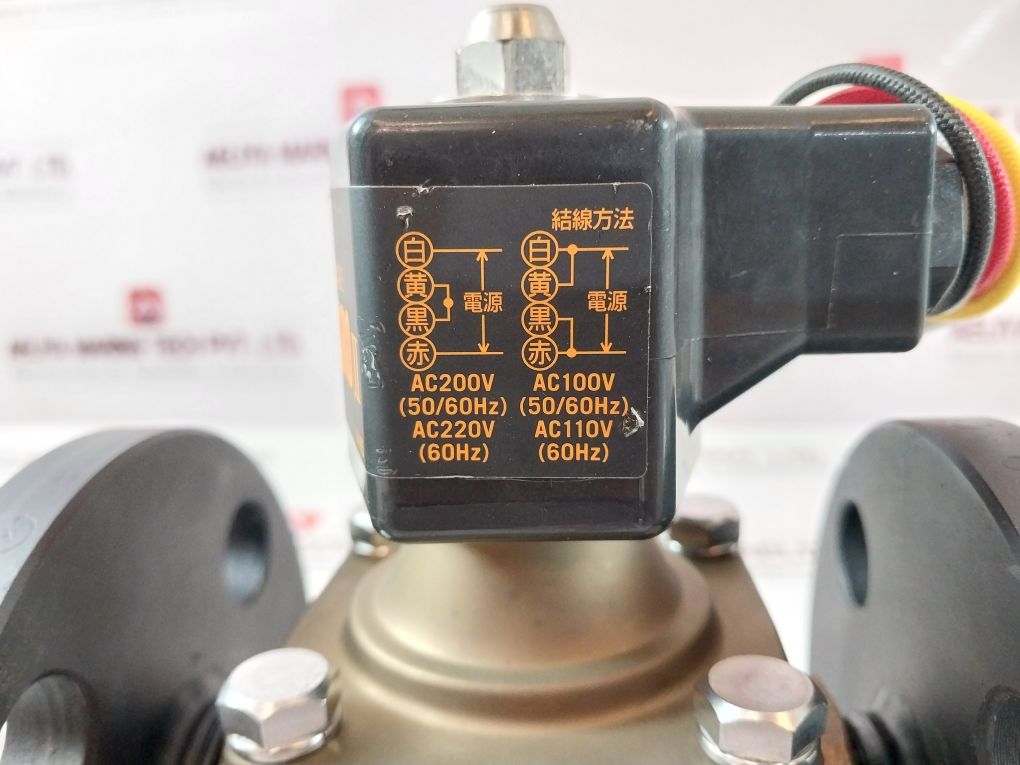 結線方法
白
黄
黒
赤
電源
AC200V
(50/60Hz)
AC220V
(60Hz)
白
黄
黒
赤
電源
AC100V
(50/60Hz)
AC110V
(60Hz)